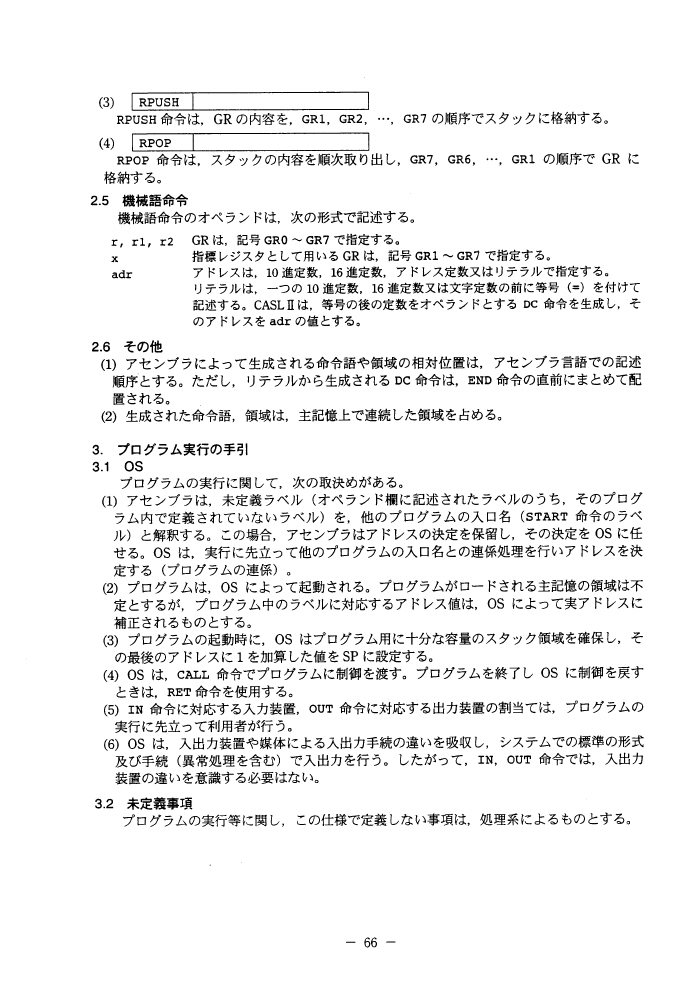 (3) RPUSH
RPUSH 命令は，GR の内容を，GR1，GR2，…，GR7 の順序でスタックに格納する。
(4) RPOP
RPOP 命令は，スタックの内容を順次取り出し，GR7，GR6，…，GR1 の順序で GR に
格納する。
2.5 機械語命令
機械語命令のオペランドは，次の形式で記述する。
r, r1, r2 GR は，記号 GR0 ～ GR7 で指定する。
x 指標レジスタとして用いる GR は，記号 GR1 ～ GR7 で指定する。
adr アドレスは，10 進定数，16 進定数，アドレス定数又はリテラルで指定する。
リテラルは，一つの 10 進定数，16 進定数又は文字定数の前に等号（=）を付けて
記述する。CASLⅡは，等号の後の定数をオペランドとする DC 命令を生成し，そ
のアドレスを adr の値とする。
2.6 その他
(1) アセンブラによって生成される命令語や領域の相対位置は，アセンブラ言語での記述
順序とする。ただし，リテラルから生成される DC 命令は，END 命令の直前にまとめて配
置される。
(2) 生成された命令語，領域は，主記憶上で連続した領域を占める。
3. プログラム実行の手引
3.1 OS
プログラムの実行に関して，次の取決めがある。
(1) アセンブラは，未定義ラベル（オペランド欄に記述されたラベルのうち，そのプログ
ラム内で定義されていないラベル）を，他のプログラムの入口名（START 命令のラベ
ル）と解釈する。この場合，アセンブラはアドレスの決定を保留し，その決定を OS に任
せる。OS は，実行に先立って他のプログラムの入口名との連係処理を行いアドレスを決
定する（プログラムの連係）。
(2) プログラムは，OS によって起動される。プログラムがロードされる主記憶の領域は不
定とするが，プログラム中のラベルに対応するアドレス値は，OS によって実アドレスに
補正されるものとする。
(3) プログラムの起動時に，OS はプログラム用に十分な容量のスタック領域を確保し，そ
の最後のアドレスに 1 を加算した値を SP に設定する。
(4) OS は，CALL 命令でプログラムに制御を渡す。プログラムを終了し OS に制御を戻す
ときは，RET 命令を使用する。
(5) IN 命令に対応する入力装置，OUT 命令に対応する出力装置の割当ては，プログラムの
実行に先立って利用者が行う。
(6) OS は，入出力装置や媒体による入出力手続の違いを吸収し，システムでの標準の形式
及び手続（異常処理を含む）で入出力を行う。したがって，IN，OUT 命令では，入出力
装置の違いを意識する必要はない。
3.2 未定義事項
プログラムの実行等に関し，この仕様で定義しない事項は，処理系によるものとする。
－ 66 －